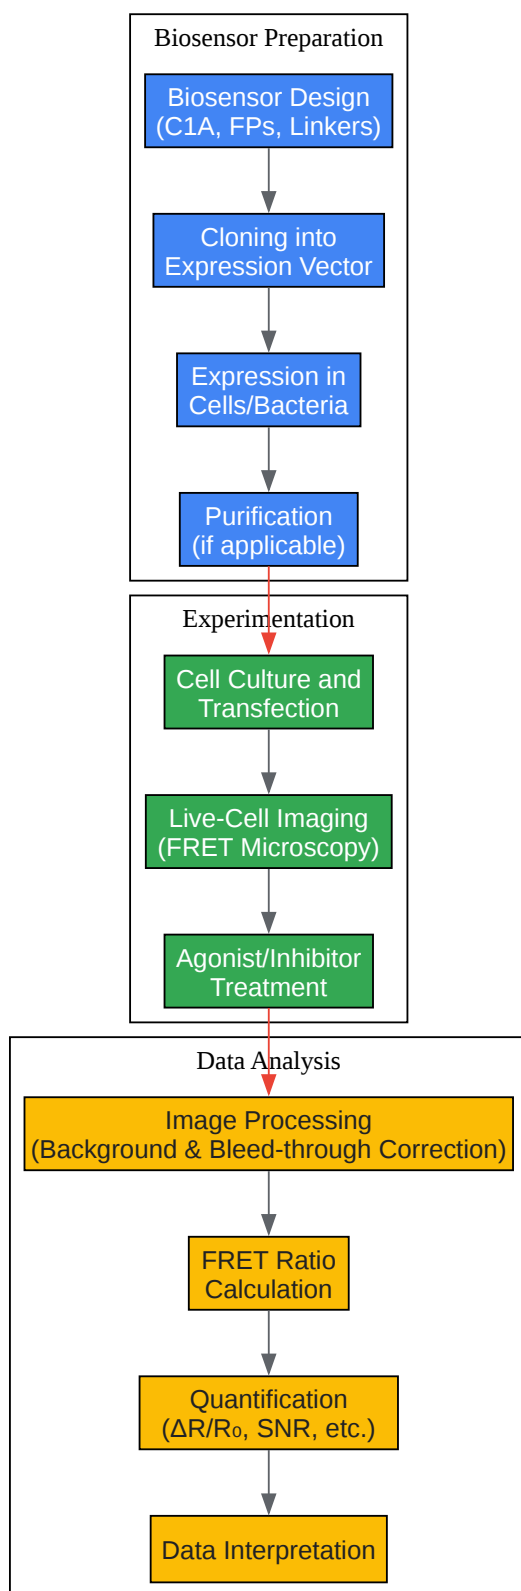 Biosensor Preparation
Biosensor Design
(C1A, FPs, Linkers)
Cloning into
Expression Vector
Expression in
Cells/Bacteria
Purification
(if applicable)
Experimentation
Cell Culture and
Transfection
Live-Cell Imaging
(FRET Microscopy)
Agonist/Inhibitor
Treatment
Data Analysis
Image Processing
(Background & Bleed-through Correction)
FRET Ratio
Calculation
Quantification
(ΔR/R₀, SNR, etc.)
Data Interpretation